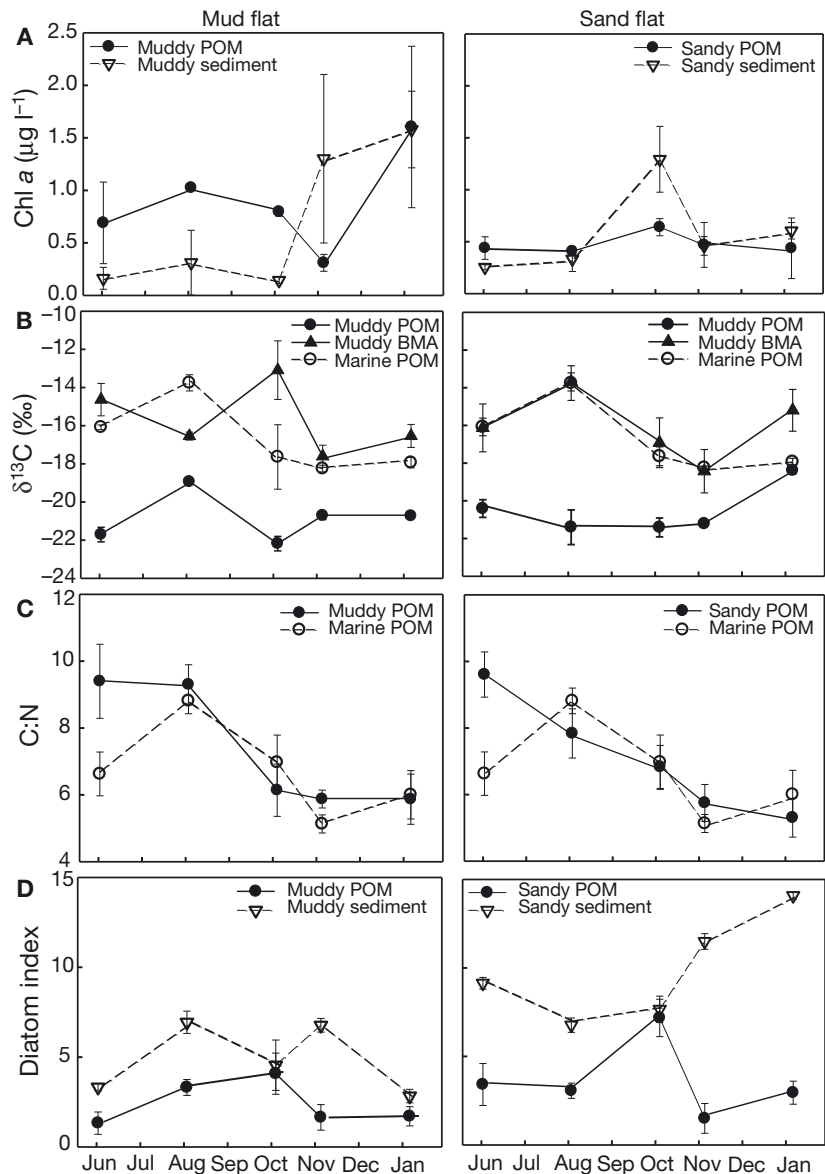 Mud flat
Sand flat
A
Chl a (μg l–1)
2.5
2.0
1.5
1.0
0.5
0.0
Muddy POM
Muddy sediment
Sandy POM
Sandy sediment
B
δ13C (‰)
–10
–12
–14
–16
–18
–20
–22
–24
Muddy POM
Muddy BMA
Marine POM
Muddy POM
Muddy BMA
Marine POM
C
C:N
12
10
8
6
4
Muddy POM
Marine POM
Sandy POM
Marine POM
D
Diatom index
15
10
5
0
Muddy POM
Muddy sediment
Sandy POM
Sandy sediment
Jun Jul Aug Sep Oct Nov Dec Jan
Jun Jul Aug Sep Oct Nov Dec Jan